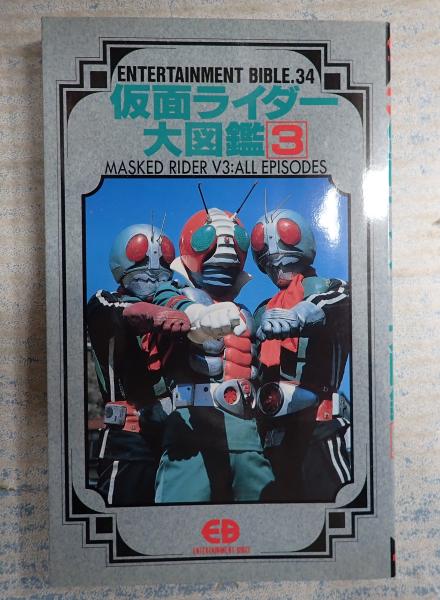 ENTERTAINMENT BIBLE.34
仮面ライダー
大図鑑3
MASKED RIDER V3:ALL EPISODES
EB
ENTERTAINMENT BIBLE